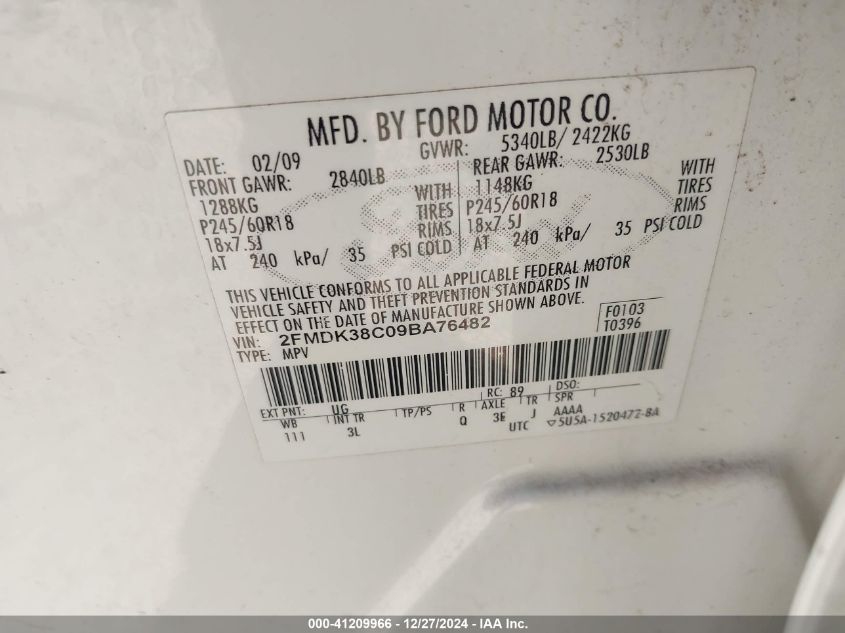 MFD. BY FORD MOTOR CO.
DATE: 02/09 GVWR: 5340LB/ 2422KG
FRONT GAWR: 2840LB REAR GAWR: 2530LB
1288KG WITH 1148KG WITH
P245/60R18 TIRES P245/60R18 TIRES
18x7.5J RIMS 18x7.5J RIMS
AT 240 kPa/ 35 PSI COLD AT 240 kPa/ 35 PSI COLD
THIS VEHICLE CONFORMS TO ALL APPLICABLE FEDERAL MOTOR
VEHICLE SAFETY AND THEFT PREVENTION STANDARDS IN
EFFECT ON THE DATE OF MANUFACTURE SHOWN ABOVE.
VIN: 2FMDK38C09BA76482 F0103
TYPE: MPV T0396
EXT PNT: UG RC: 89 DSO:
WB INT TR TP/PS R AXLE TR SPR
111 3L Q 3E J AAAA
UTC ▽5U5A-1520472-BA
000-41209966 - 12/27/2024 - IAA Inc.